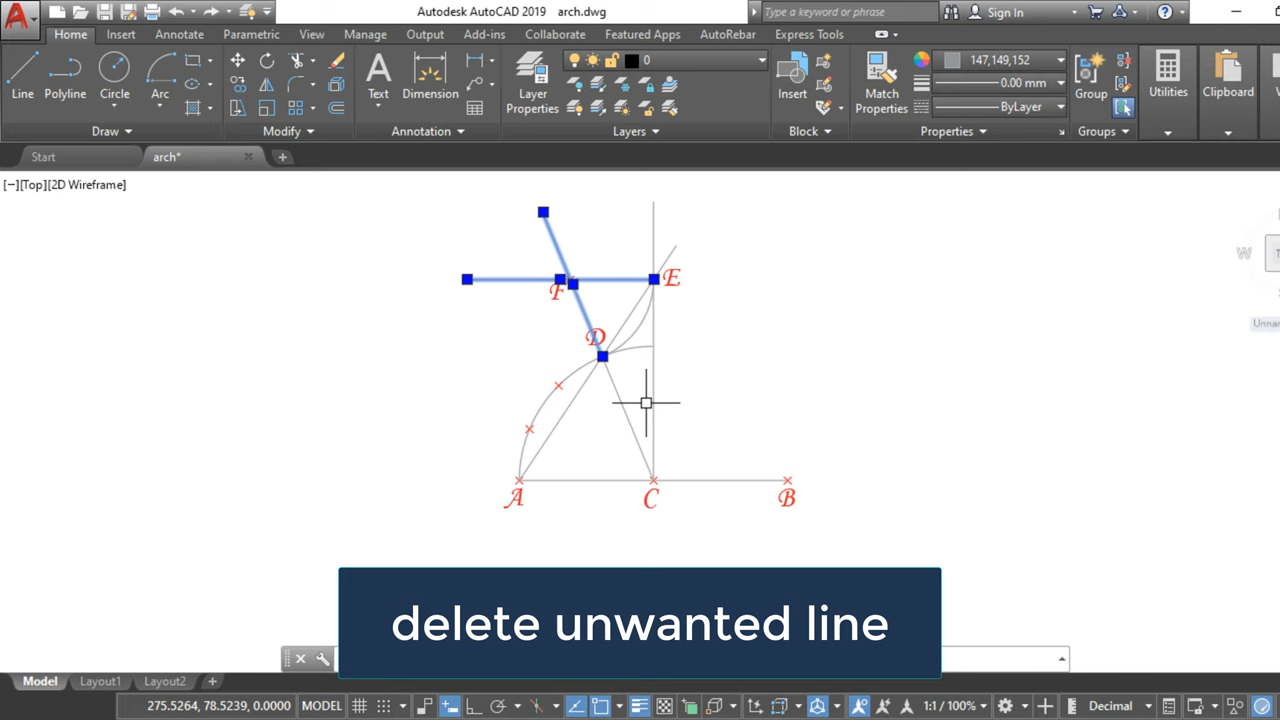 Autodesk AutoCAD 2019 arch.dwg
Type a keyword or phrase
Sign In
Home Insert Annotate Parametric View Manage Output Add-ins Collaborate Featured Apps AutoRebar Express Tools
Line Polyline Circle Arc
Text Dimension
Layer Properties
0
Insert
Match Properties
147,149,152
0.00 mm
ByLayer
Group
Utilities
Clipboard
Draw Modify Annotation Layers Block Properties Groups
Start arch*
[−][Top][2D Wireframe]
W
E
F
D
A C B
delete unwanted line
Model Layout1 Layout2
275.5264, 78.5239, 0.0000 MODEL 1:1 / 100% Decimal